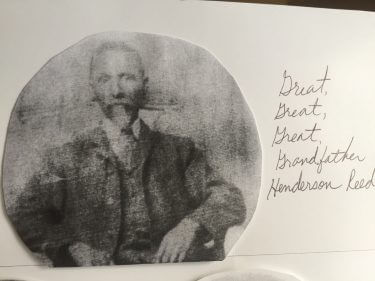 Great,
Great,
Great,
Grandfather
Henderson Reed